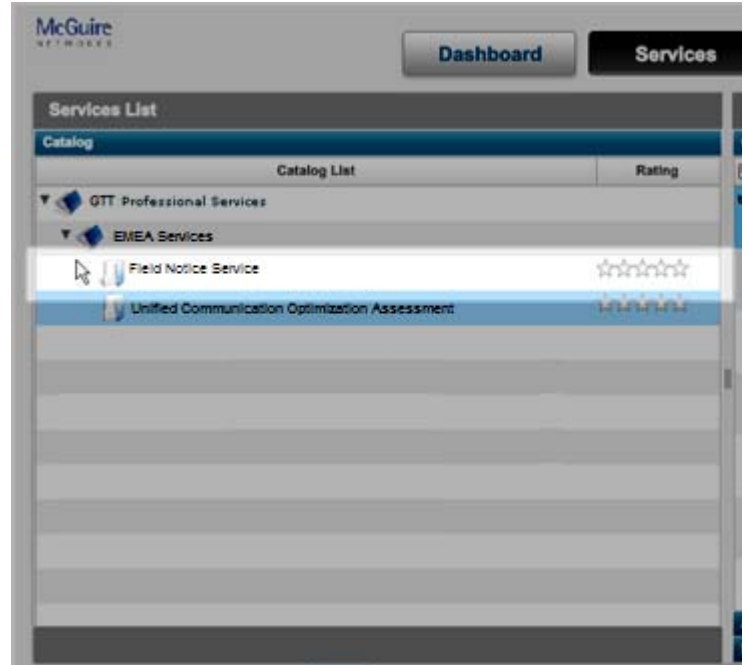 McGuire
NETWORKS
Dashboard
Services
Services List
Catalog
Catalog List
Rating
GTT Professional Services
EMEA Services
Field Notice Service
Unified Communication Optimization Assessment